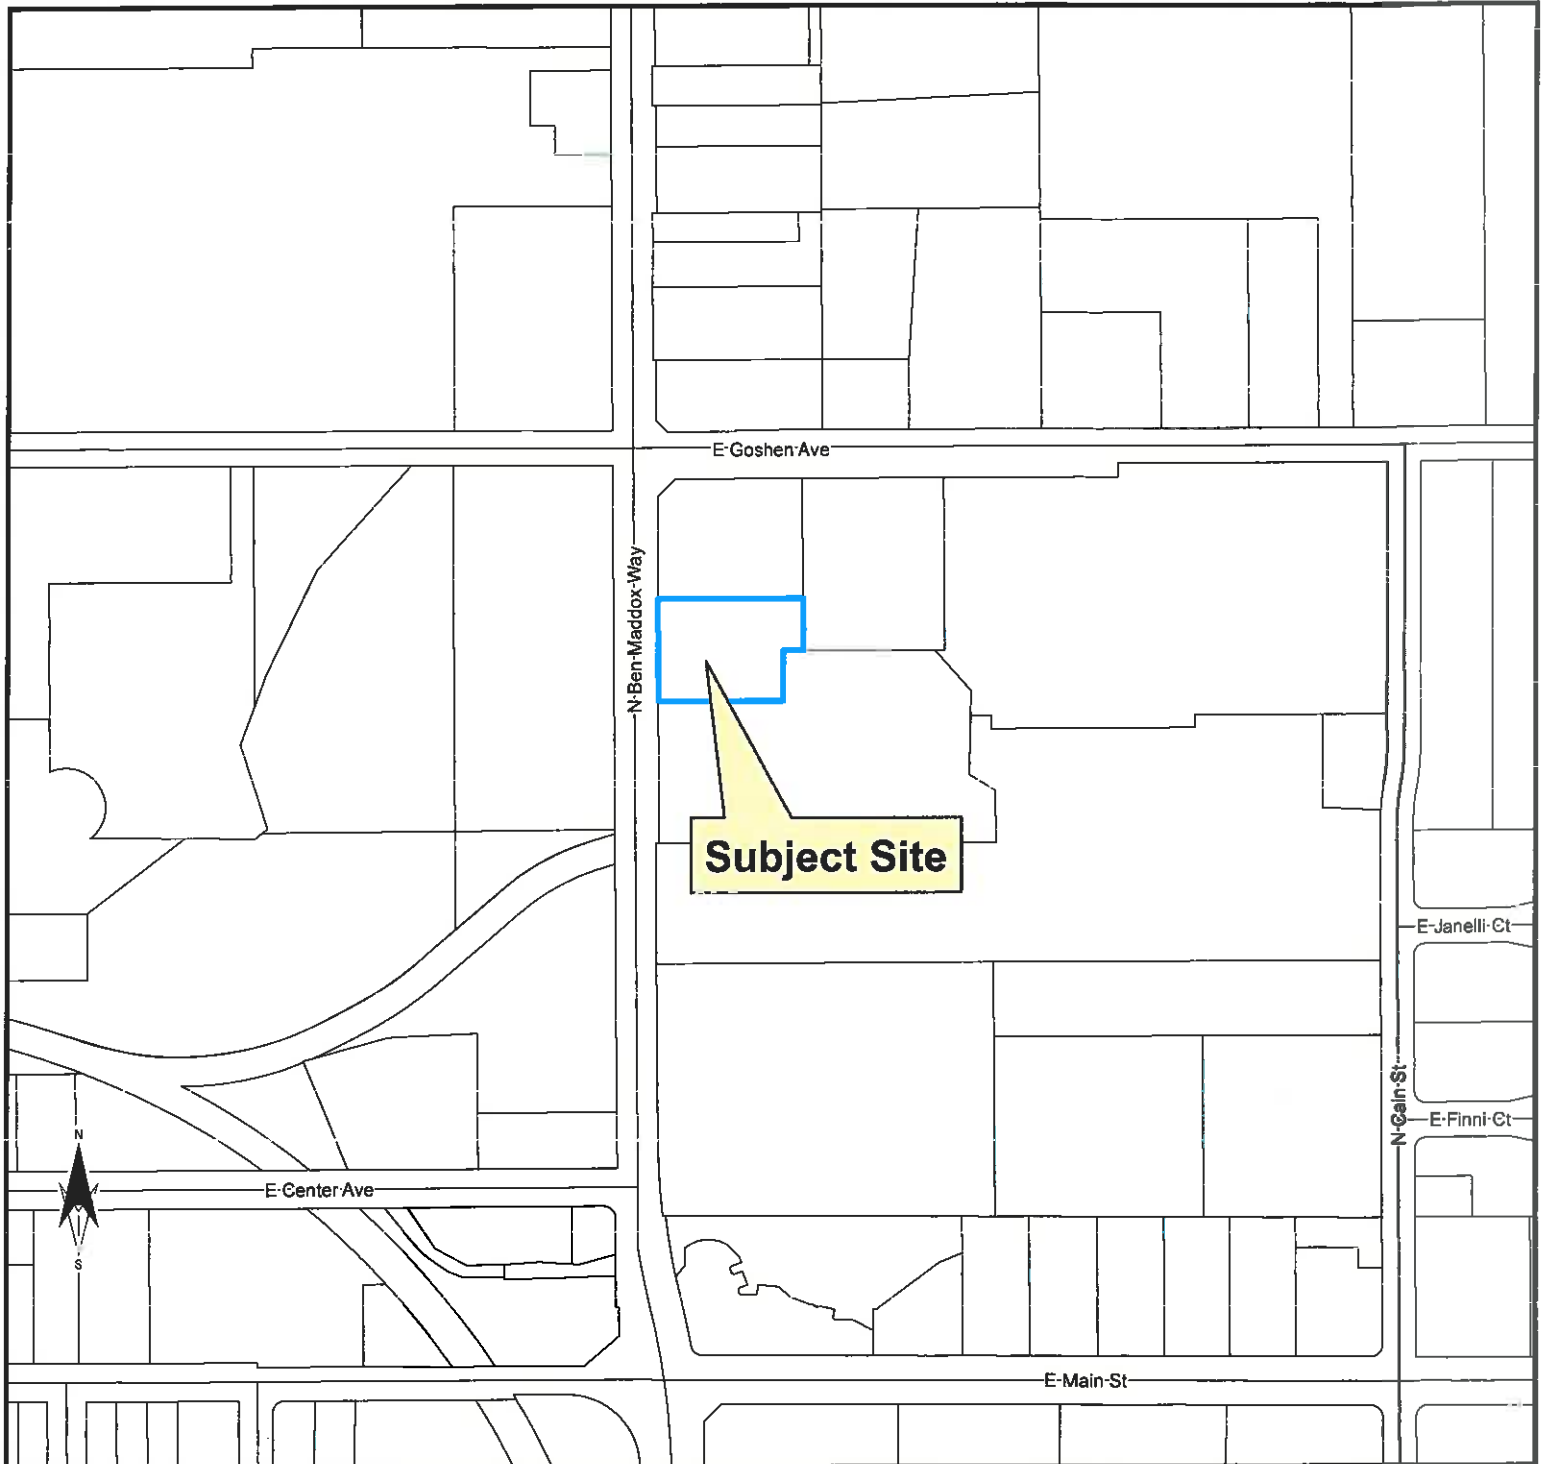 E Goshen Ave
N Ben Maddox Way
Subject Site
E Janelli Ct
N Cain St
E Finni Ct
N
E Center Ave
S
E Main St